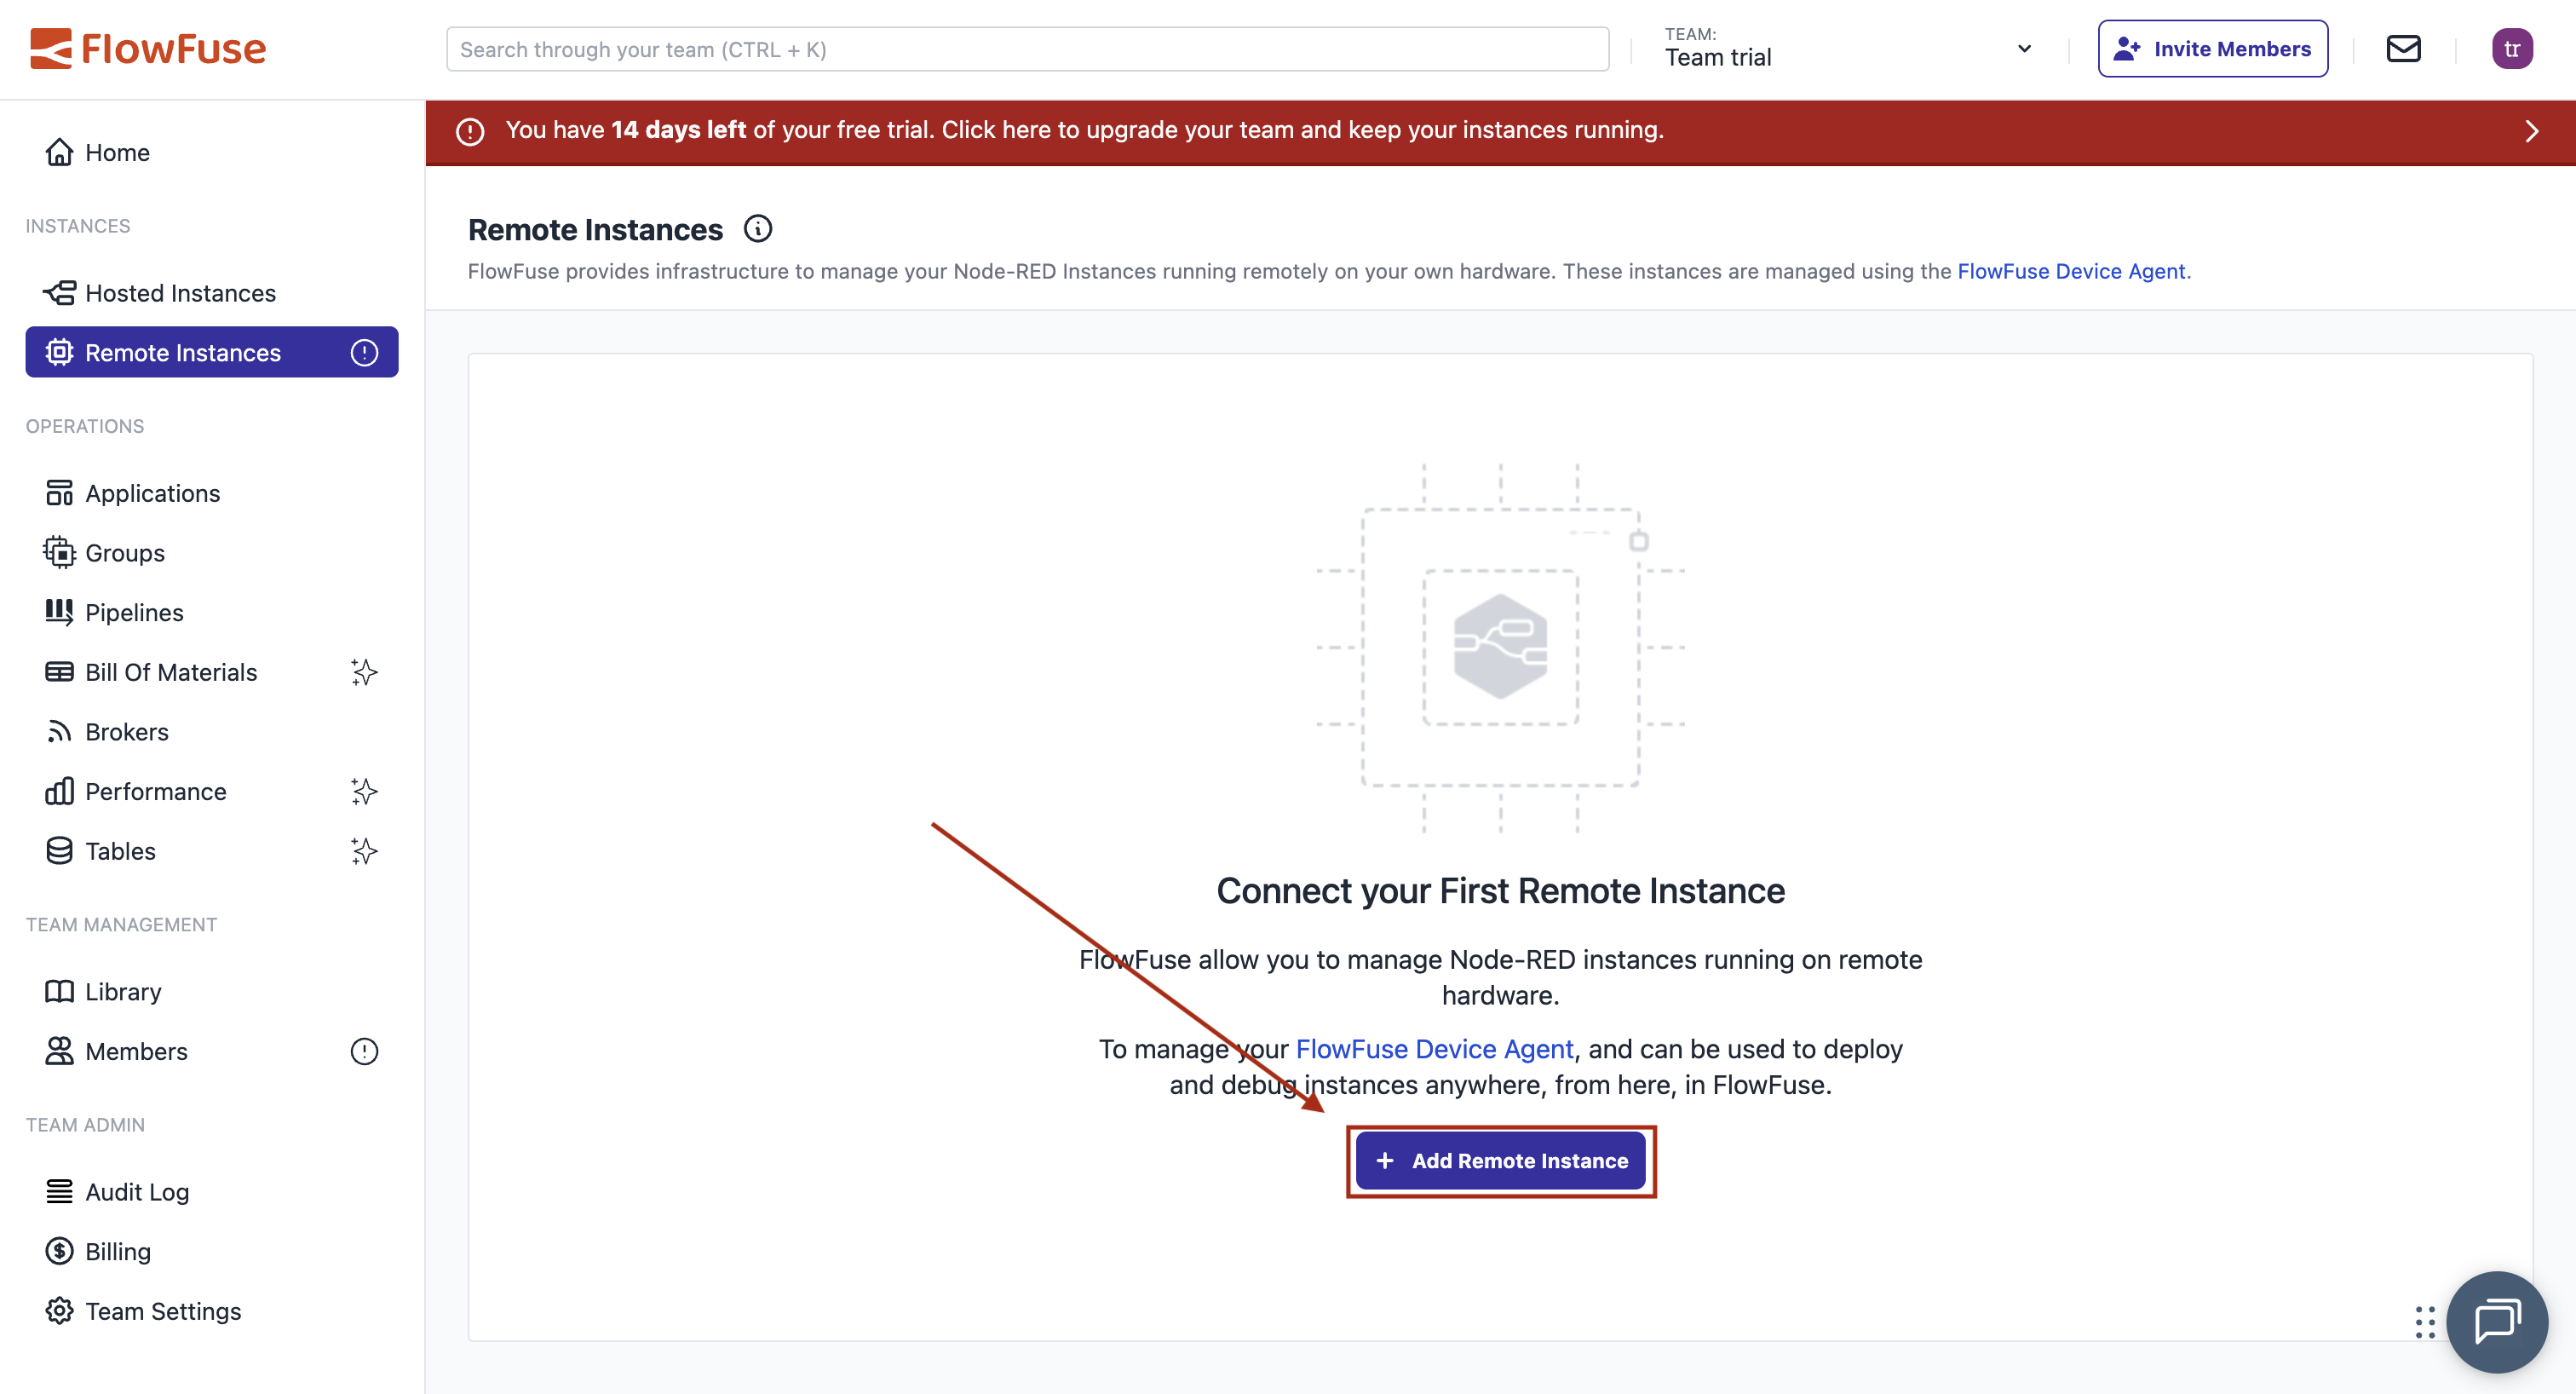 FlowFuse
Search through your team (CTRL + K)
TEAM:
Team trial
Invite Members
tr
You have 14 days left of your free trial. Click here to upgrade your team and keep your instances running.
Home
INSTANCES
Hosted Instances
Remote Instances
OPERATIONS
Applications
Groups
Pipelines
Bill Of Materials
Brokers
Performance
Tables
TEAM MANAGEMENT
Library
Members
TEAM ADMIN
Audit Log
Billing
Team Settings
Remote Instances
FlowFuse provides infrastructure to manage your Node-RED Instances running remotely on your own hardware. These instances are managed using the FlowFuse Device Agent.
Connect your First Remote Instance
FlowFuse allow you to manage Node-RED instances running on remote
hardware.
To manage your FlowFuse Device Agent, and can be used to deploy
and debug instances anywhere, from here, in FlowFuse.
+ Add Remote Instance